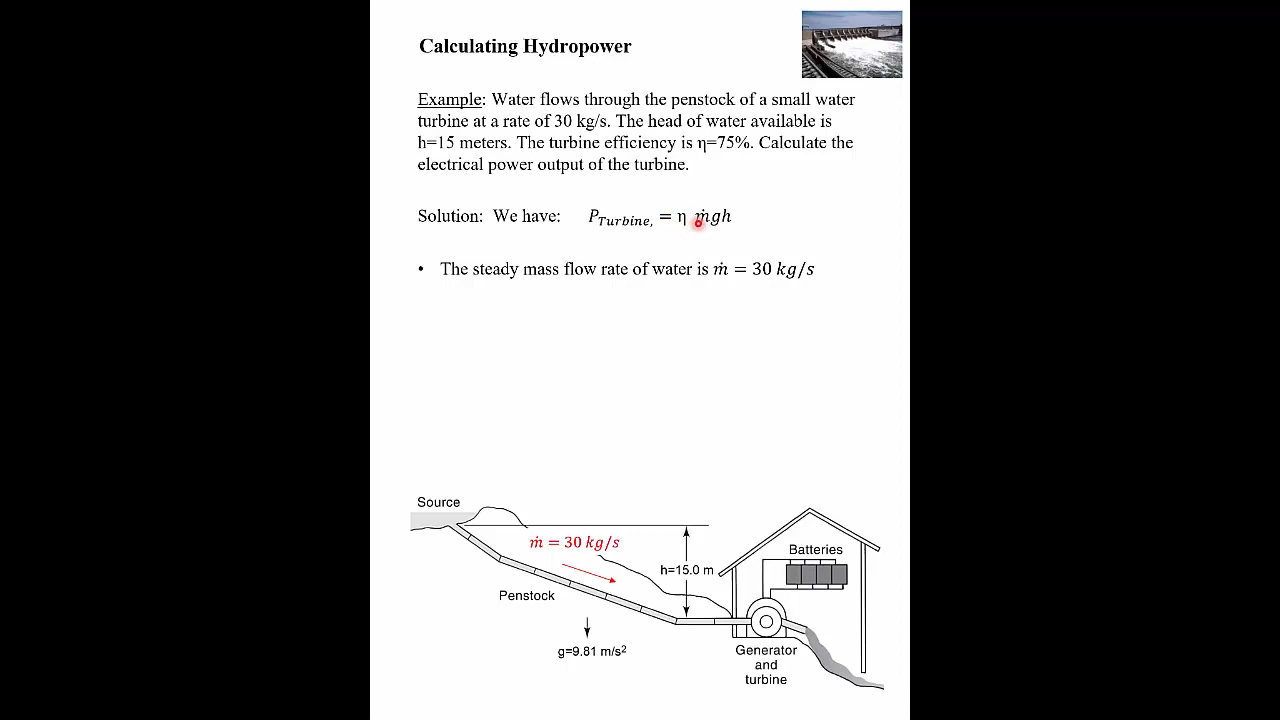 Calculating Hydropower
Example: Water flows through the penstock of a small water
turbine at a rate of 30 kg/s. The head of water available is
h=15 meters. The turbine efficiency is η=75%. Calculate the
electrical power output of the turbine.
Solution: We have: P_Turbine, = η ṁgh
• The steady mass flow rate of water is ṁ = 30 kg/s
Source
ṁ = 30 kg/s
Batteries
h=15.0 m
Penstock
g=9.81 m/s²
Generator
and
turbine